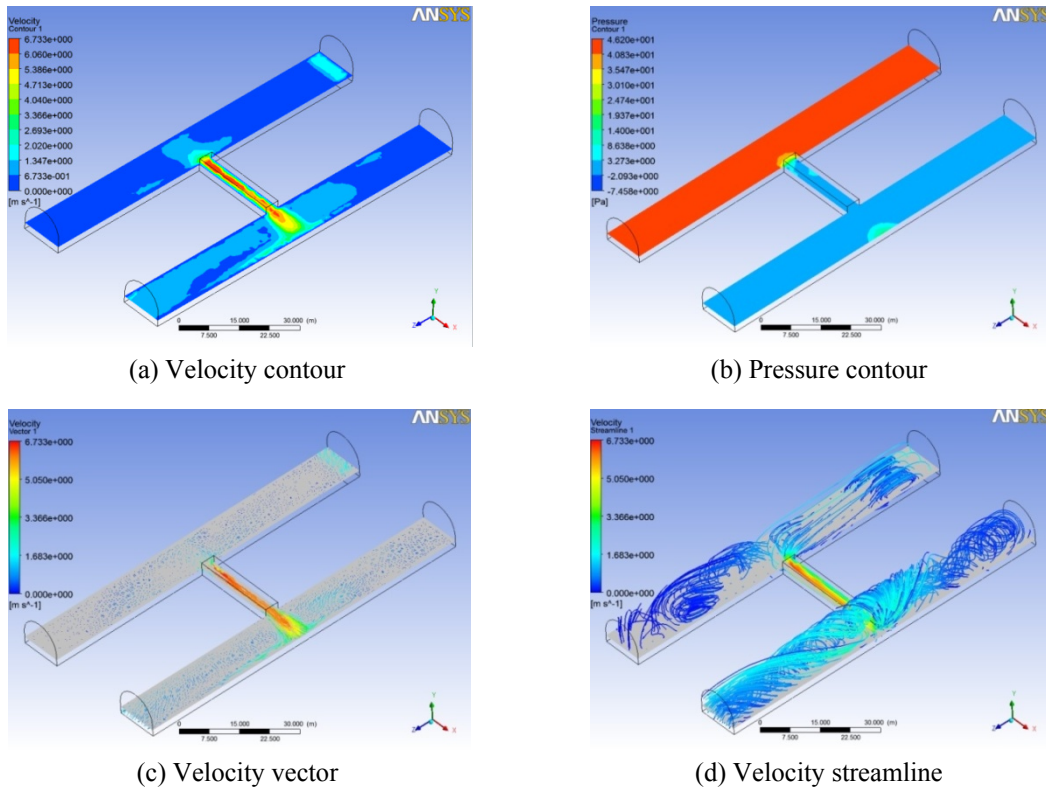 ANSYS
Velocity
Contour 1
6.733e+000
6.060e+000
5.386e+000
4.713e+000
4.040e+000
3.366e+000
2.693e+000
2.020e+000
1.347e+000
6.733e-001
0.000e+000
[m s^-1]
0 15.000 30.000 (m)
7.500 22.500
Y
Z X
(a) Velocity contour
ANSYS
Pressure
Contour 1
4.620e+001
4.083e+001
3.547e+001
3.010e+001
2.474e+001
1.937e+001
1.400e+001
8.638e+000
3.273e+000
-2.093e+000
-7.458e+000
[Pa]
0 15.000 30.000 (m)
7.500 22.500
Y
Z X
(b) Pressure contour
ANSYS
Velocity
Vector 1
6.733e+000
5.050e+000
3.366e+000
1.683e+000
0.000e+000
[m s^-1]
0 15.000 30.000 (m)
7.500 22.500
Y
Z X
(c) Velocity vector
ANSYS
Velocity
Streamline 1
6.733e+000
5.050e+000
3.366e+000
1.683e+000
0.000e+000
[m s^-1]
0 15.000 30.000 (m)
7.500 22.500
Y
Z X
(d) Velocity streamline